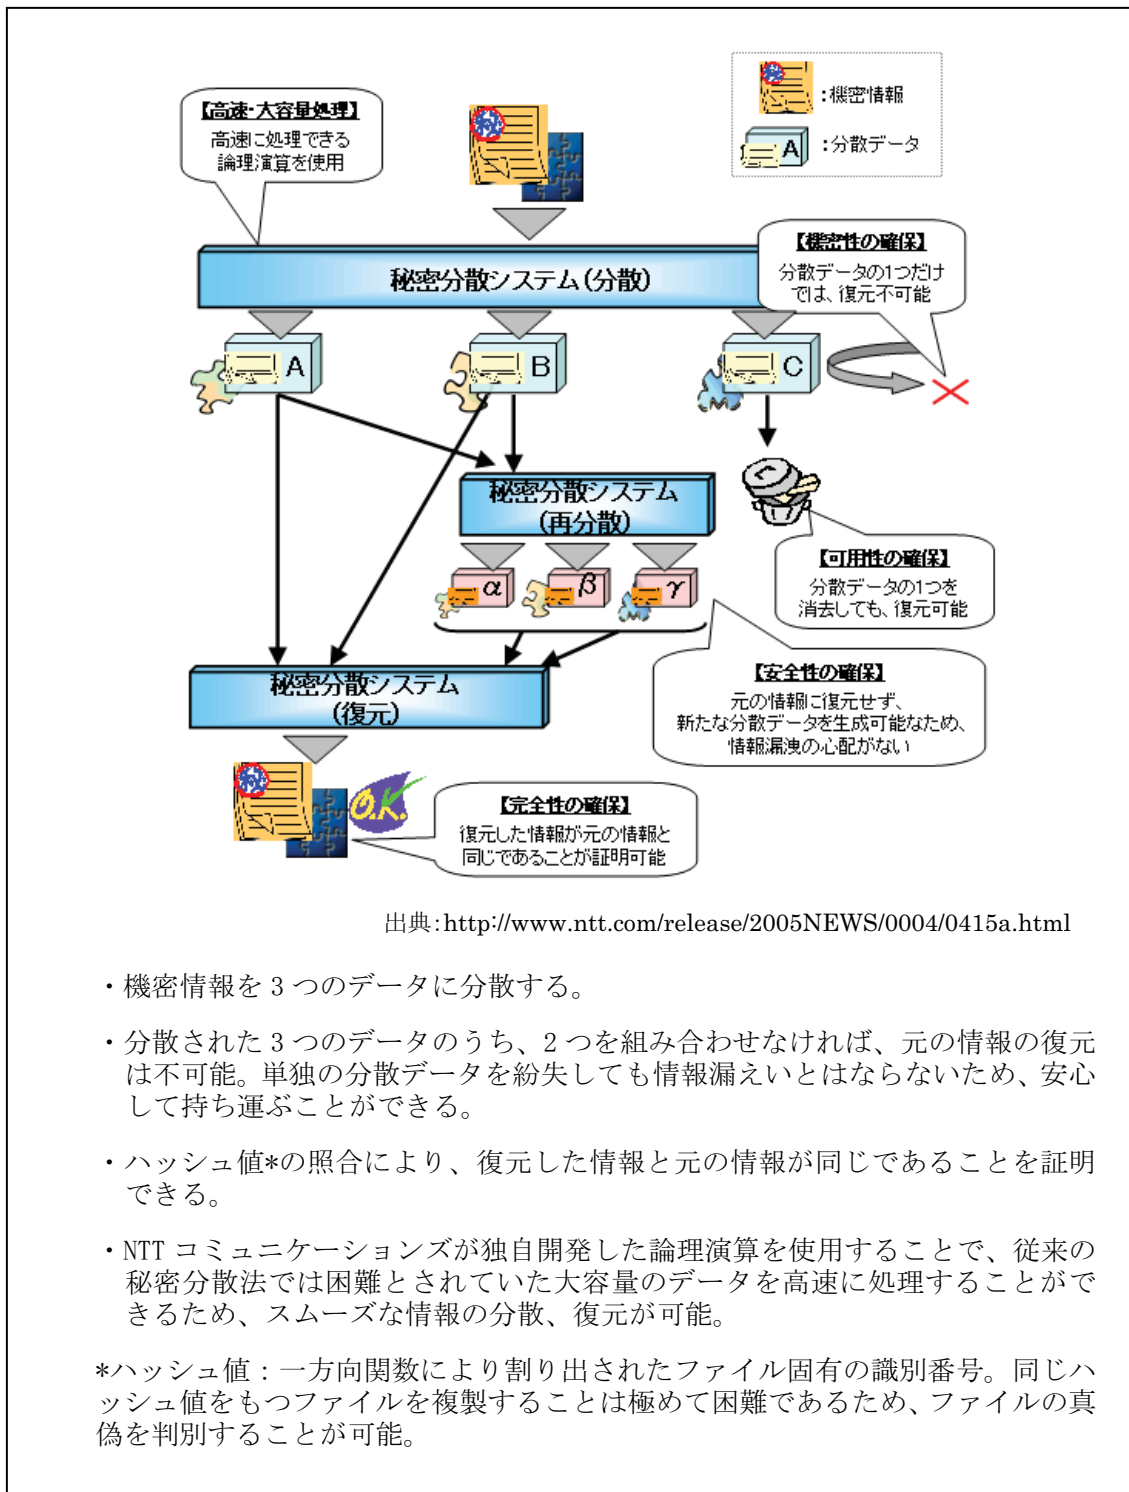 :機密情報
A
:分散データ
【高速・大容量処理】
高速に処理できる
論理演算を使用
秘
【機密性の確保】
分散データの1つだけ
では、復元不可能
秘密分散システム(分散)
A
B
C
秘密分散システム
(再分散)
α
β
γ
【可用性の確保】
分散データの1つを
消去しても、復元可能
【安全性の確保】
元の情報に復元せず、
新たな分散データを生成可能なため、
情報漏洩の心配がない
秘密分散システム
(復元)
秘
O.K.
【完全性の確保】
復元した情報が元の情報と
同じであることが証明可能
出典:http://www.ntt.com/release/2005NEWS/0004/0415a.html
・機密情報を 3 つのデータに分散する。
・分散された 3 つのデータのうち、2 つを組み合わせなければ、元の情報の復元
は不可能。単独の分散データを紛失しても情報漏えいとはならないため、安心
して持ち運ぶことができる。
・ハッシュ値*の照合により、復元した情報と元の情報が同じであることを証明
できる。
・NTT コミュニケーションズが独自開発した論理演算を使用することで、従来の
秘密分散法では困難とされていた大容量のデータを高速に処理することがで
きるため、スムーズな情報の分散、復元が可能。
*ハッシュ値：一方向関数により割り出されたファイル固有の識別番号。同じハ
ッシュ値をもつファイルを複製することは極めて困難であるため、ファイルの真
偽を判別することが可能。